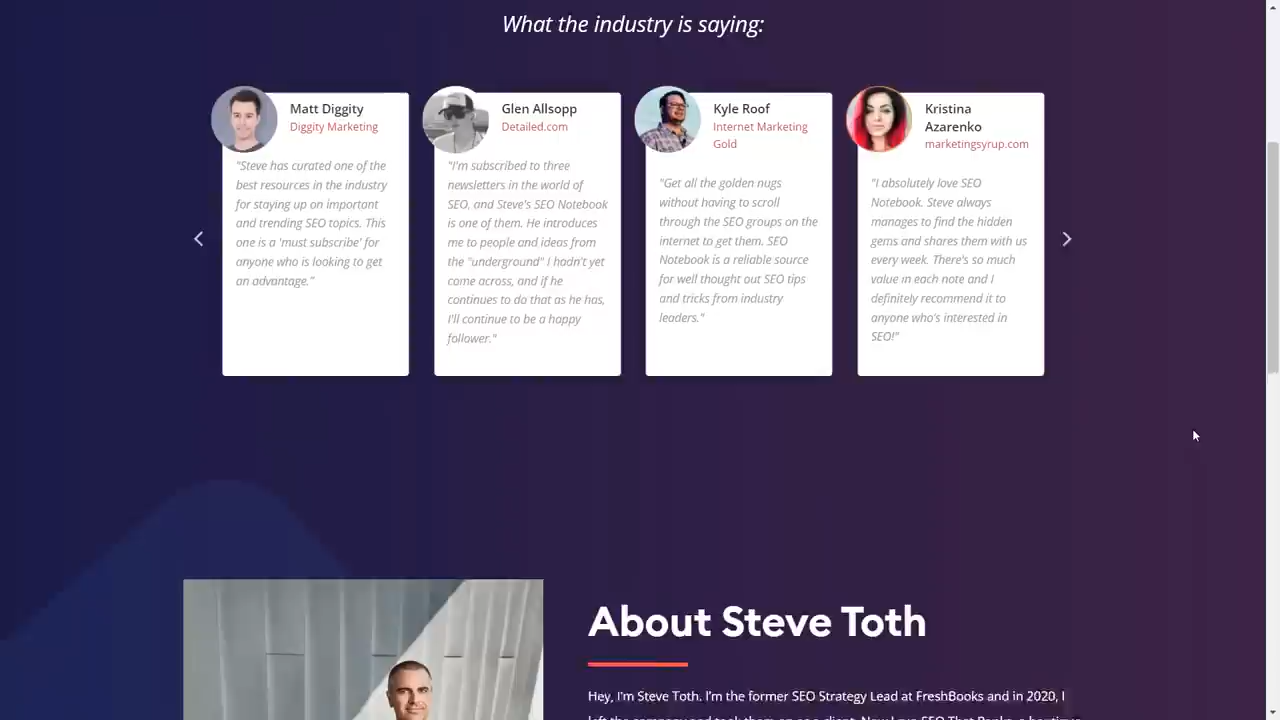 What the industry is saying:
Matt Diggity
Diggity Marketing
"Steve has curated one of the
best resources in the industry
for staying up on important
and trending SEO topics. This
one is a 'must subscribe' for
anyone who is looking to get
an advantage."
Glen Allsopp
Detailed.com
"I'm subscribed to three
newsletters in the world of
SEO, and Steve's SEO Notebook
is one of them. He introduces
me to people and ideas from
the "underground" I hadn't yet
come across, and if he
continues to do that as he has,
I'll continue to be a happy
follower."
Kyle Roof
Internet Marketing
Gold
"Get all the golden nugs
without having to scroll
through the SEO groups on the
internet to get them. SEO
Notebook is a reliable source
for well thought out SEO tips
and tricks from industry
leaders."
Kristina
Azarenko
marketingsyrup.com
"I absolutely love SEO
Notebook. Steve always
manages to find the hidden
gems and shares them with us
every week. There's so much
value in each note and I
definitely recommend it to
anyone who's interested in
SEO!"
About Steve Toth
Hey, I'm Steve Toth. I'm the former SEO Strategy Lead at FreshBooks and in 2020, I